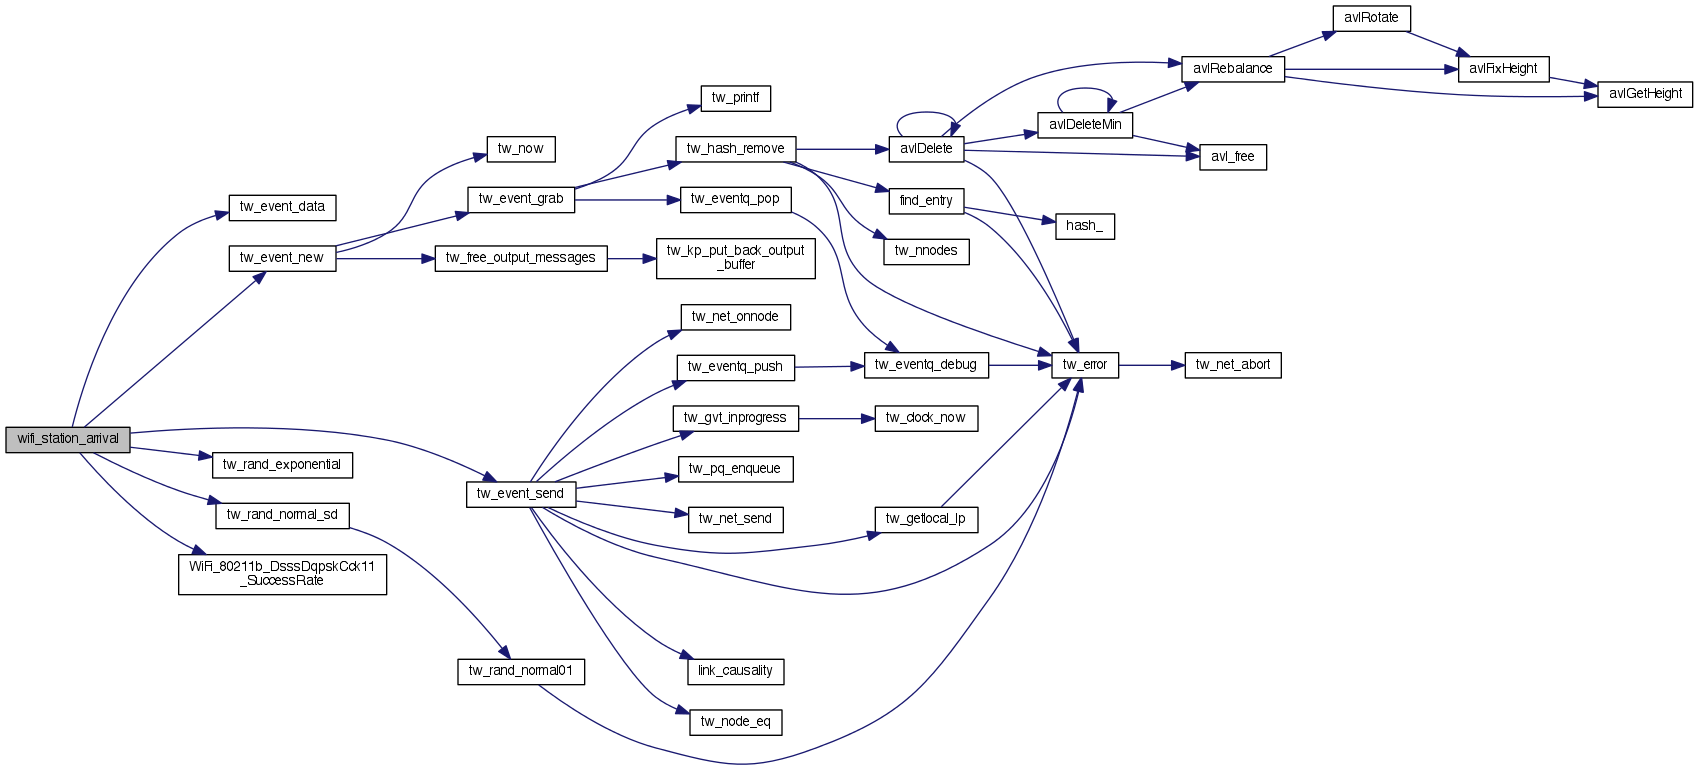 avlRotate
avlRebalance
avlFixHeight
avlGetHeight
tw_printf
avlDeleteMin
tw_now
tw_hash_remove
avlDelete
avl_free
tw_event_data
tw_event_grab
tw_eventq_pop
find_entry
hash_
tw_event_new
tw_free_output_messages
tw_kp_put_back_output
_buffer
tw_nnodes
tw_net_onnode
tw_eventq_push
tw_eventq_debug
tw_error
tw_net_abort
tw_gvt_inprogress
tw_clock_now
wifi_station_arrival
tw_rand_exponential
tw_pq_enqueue
tw_event_send
tw_rand_normal_sd
tw_net_send
tw_getlocal_lp
WiFi_80211b_DsssDqpskCck11
_SuccessRate
tw_rand_normal01
link_causality
tw_node_eq